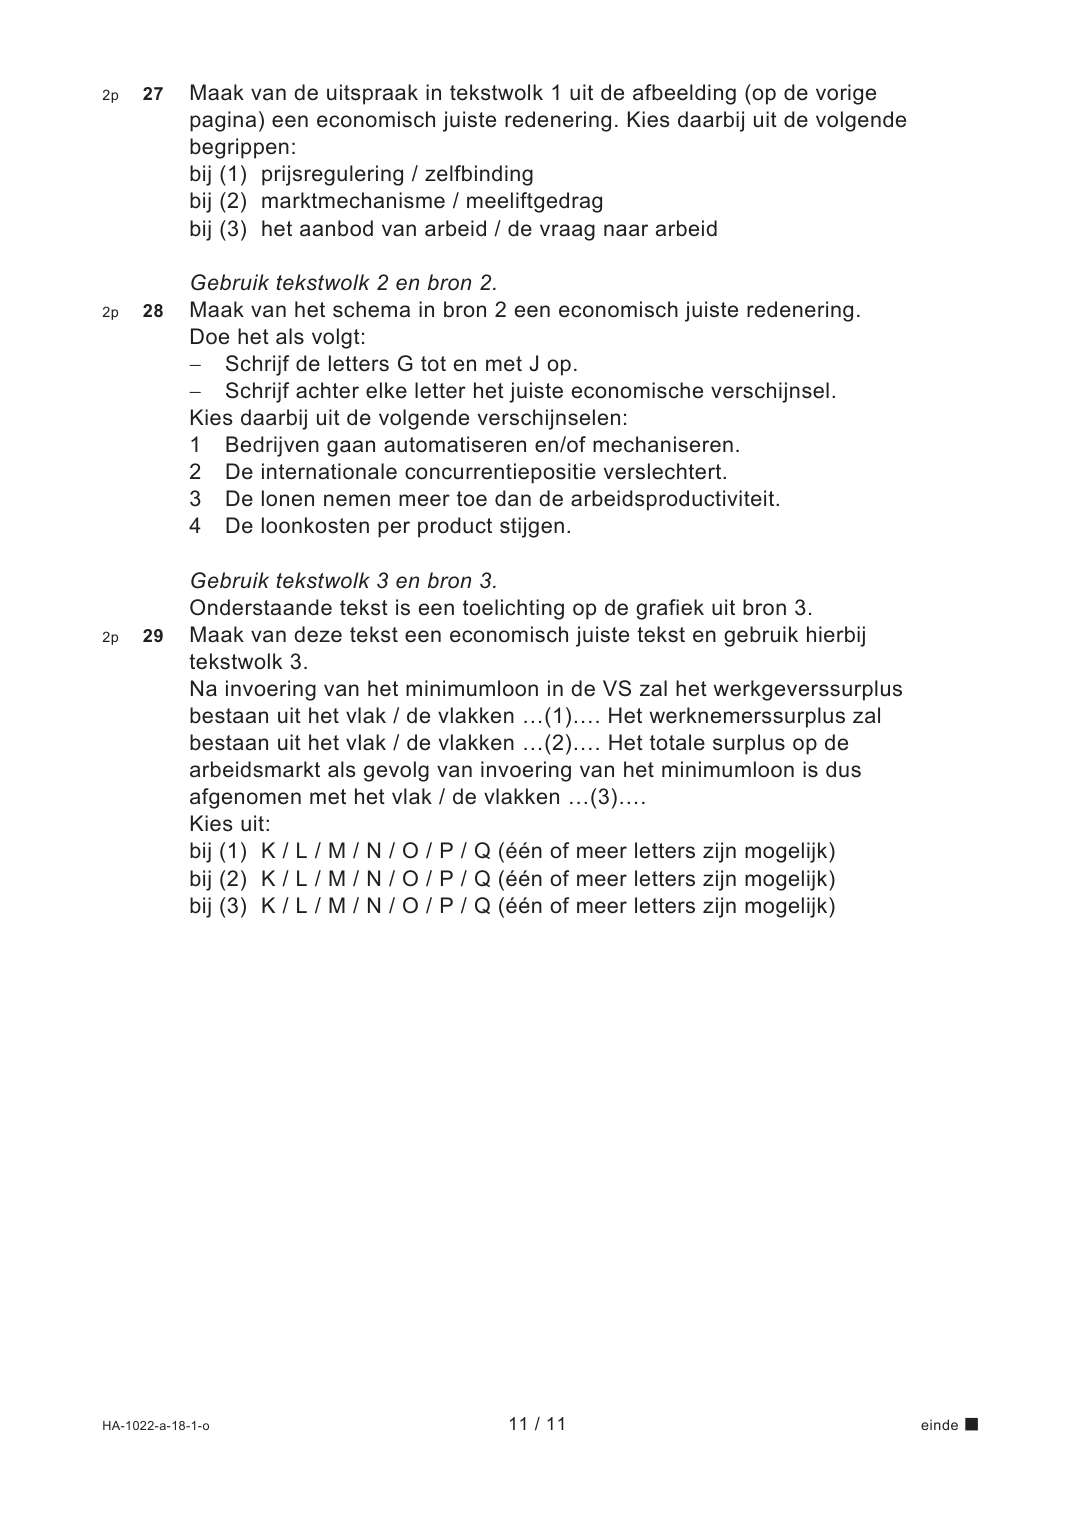 2p 27 Maak van de uitspraak in tekstwolk 1 uit de afbeelding (op de vorige
pagina) een economisch juiste redenering. Kies daarbij uit de volgende
begrippen:
bij (1) prijsregulering / zelfbinding
bij (2) marktmechanisme / meeliftgedrag
bij (3) het aanbod van arbeid / de vraag naar arbeid
Gebruik tekstwolk 2 en bron 2.
2p 28 Maak van het schema in bron 2 een economisch juiste redenering.
Doe het als volgt:
– Schrijf de letters G tot en met J op.
– Schrijf achter elke letter het juiste economische verschijnsel.
Kies daarbij uit de volgende verschijnselen:
1 Bedrijven gaan automatiseren en/of mechaniseren.
2 De internationale concurrentiepositie verslechtert.
3 De lonen nemen meer toe dan de arbeidsproductiviteit.
4 De loonkosten per product stijgen.
Gebruik tekstwolk 3 en bron 3.
Onderstaande tekst is een toelichting op de grafiek uit bron 3.
2p 29 Maak van deze tekst een economisch juiste tekst en gebruik hierbij
tekstwolk 3.
Na invoering van het minimumloon in de VS zal het werkgeverssurplus
bestaan uit het vlak / de vlakken …(1)…. Het werknemerssurplus zal
bestaan uit het vlak / de vlakken …(2)…. Het totale surplus op de
arbeidsmarkt als gevolg van invoering van het minimumloon is dus
afgenomen met het vlak / de vlakken …(3)….
Kies uit:
bij (1) K / L / M / N / O / P / Q (één of meer letters zijn mogelijk)
bij (2) K / L / M / N / O / P / Q (één of meer letters zijn mogelijk)
bij (3) K / L / M / N / O / P / Q (één of meer letters zijn mogelijk)
HA-1022-a-18-1-o 11 / 11 einde ■